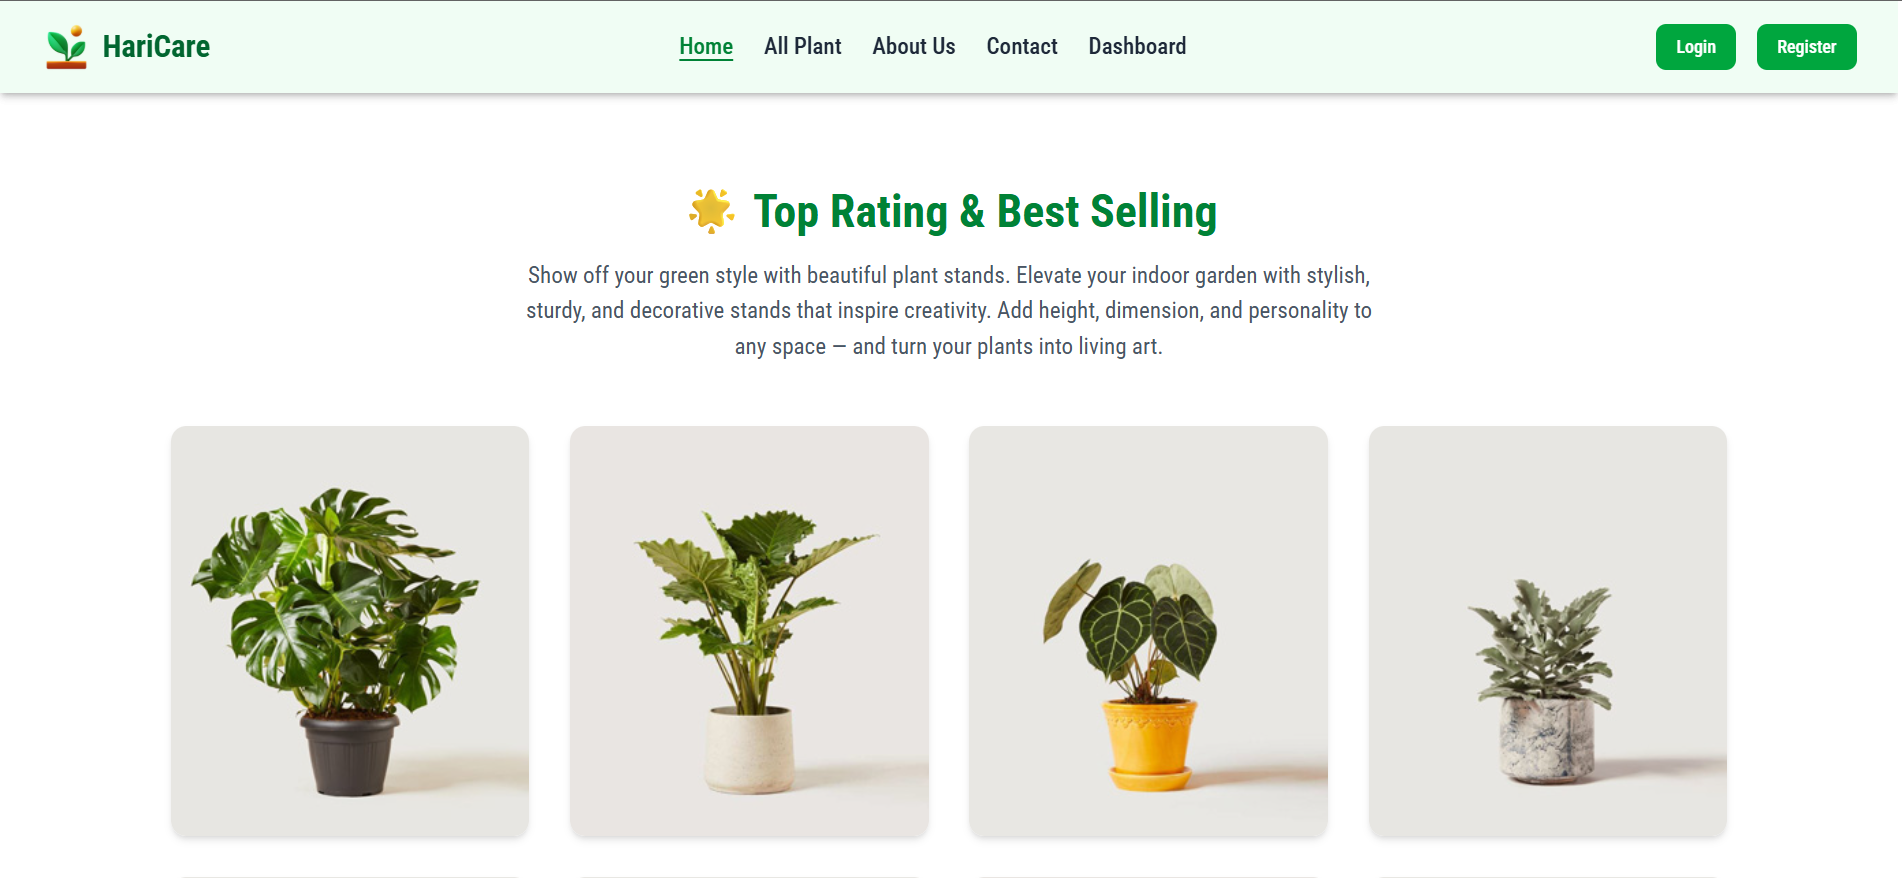 HariCare
Home
All Plant
About Us
Contact
Dashboard
Login
Register
Top Rating & Best Selling
Show off your green style with beautiful plant stands. Elevate your indoor garden with stylish,
sturdy, and decorative stands that inspire creativity. Add height, dimension, and personality to
any space — and turn your plants into living art.